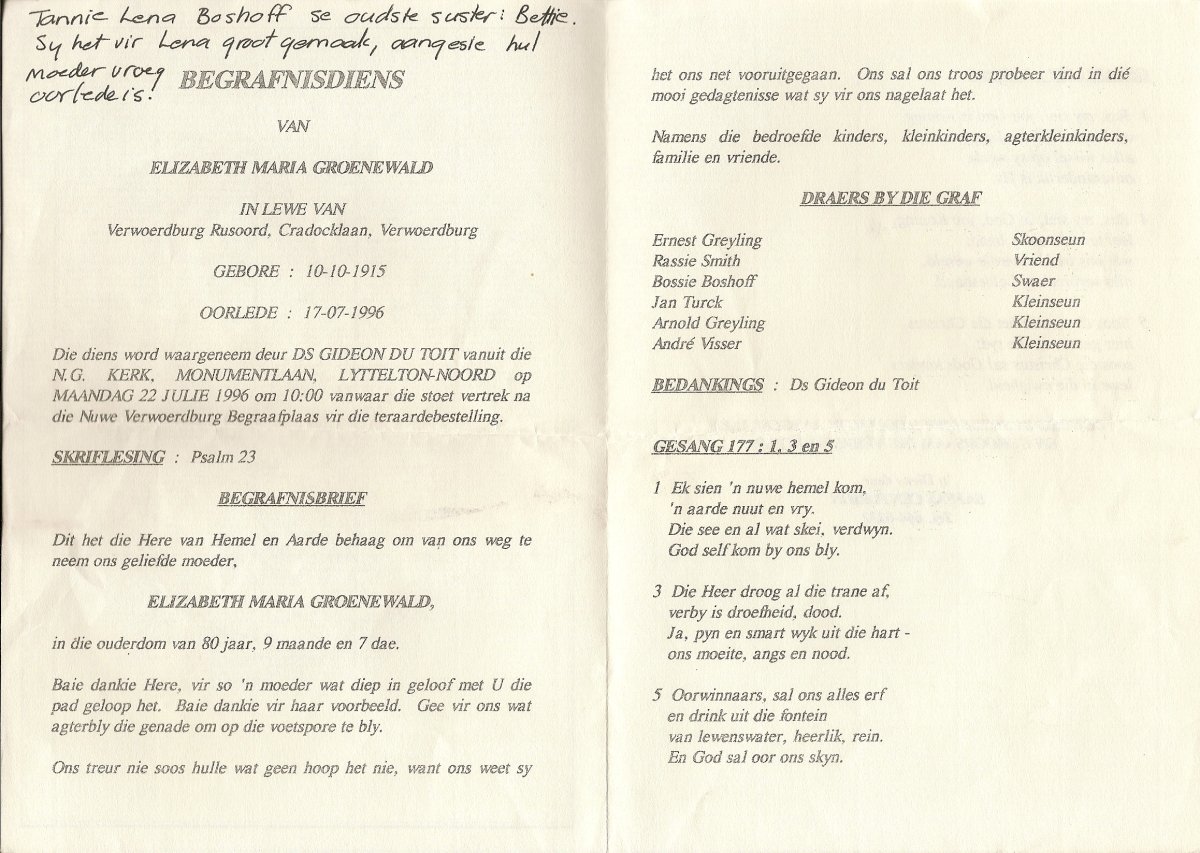 Tannie Lena Boshoff se oudste suster: Bettie.
Sy het vir Lena grootgemaak, aangesie hul
moeder vroeg
oorlede is!
BEGRAFNISDIENS
VAN
ELIZABETH MARIA GROENEWALD
IN LEWE VAN
Verwoerdburg Rusoord, Cradocklaan, Verwoerdburg
GEBORE : 10-10-1915
OORLEDE : 17-07-1996
Die diens word waargeneem deur DS GIDEON DU TOIT vanuit die
N.G. KERK, MONUMENTLAAN, LYTTELTON-NOORD op
MAANDAG 22 JULIE 1996 om 10:00 vanwaar die stoet vertrek na
die Nuwe Verwoerdburg Begraafplaas vir die teraardebestelling.
SKRIFLESING : Psalm 23
BEGRAFNISBRIEF
Dit het die Here van Hemel en Aarde behaag om van ons weg te
neem ons geliefde moeder,
ELIZABETH MARIA GROENEWALD,
in die ouderdom van 80 jaar, 9 maande en 7 dae.
Baie dankie Here, vir so 'n moeder wat diep in geloof met U die
pad geloop het. Baie dankie vir haar voorbeeld. Gee vir ons wat
agterbly die genade om op die voetspore te bly.
Ons treur nie soos hulle wat geen hoop het nie, want ons weet sy
het ons net vooruitgegaan. Ons sal ons troos probeer vind in dié
mooi gedagtenisse wat sy vir ons nagelaat het.
Namens die bedroefde kinders, kleinkinders, agterkleinkinders,
familie en vriende.
DRAERS BY DIE GRAF
Ernest Greyling Skoonseun
Rassie Smith Vriend
Bossie Boshoff Swaer
Jan Turck Kleinseun
Arnold Greyling Kleinseun
André Visser Kleinseun
BEDANKINGS : Ds Gideon du Toit
GESANG 177 : 1, 3 en 5
1 Ek sien 'n nuwe hemel kom,
'n aarde nuut en vry.
Die see en al wat skei, verdwyn.
God self kom by ons bly.
3 Die Heer droog al die trane af,
verby is droefheid, dood.
Ja, pyn en smart wyk uit die hart -
ons moeite, angs en nood.
5 Oorwinnaars, sal ons alles erf
en drink uit die fontein
van lewenswater, heerlik, rein.
En God sal oor ons skyn.